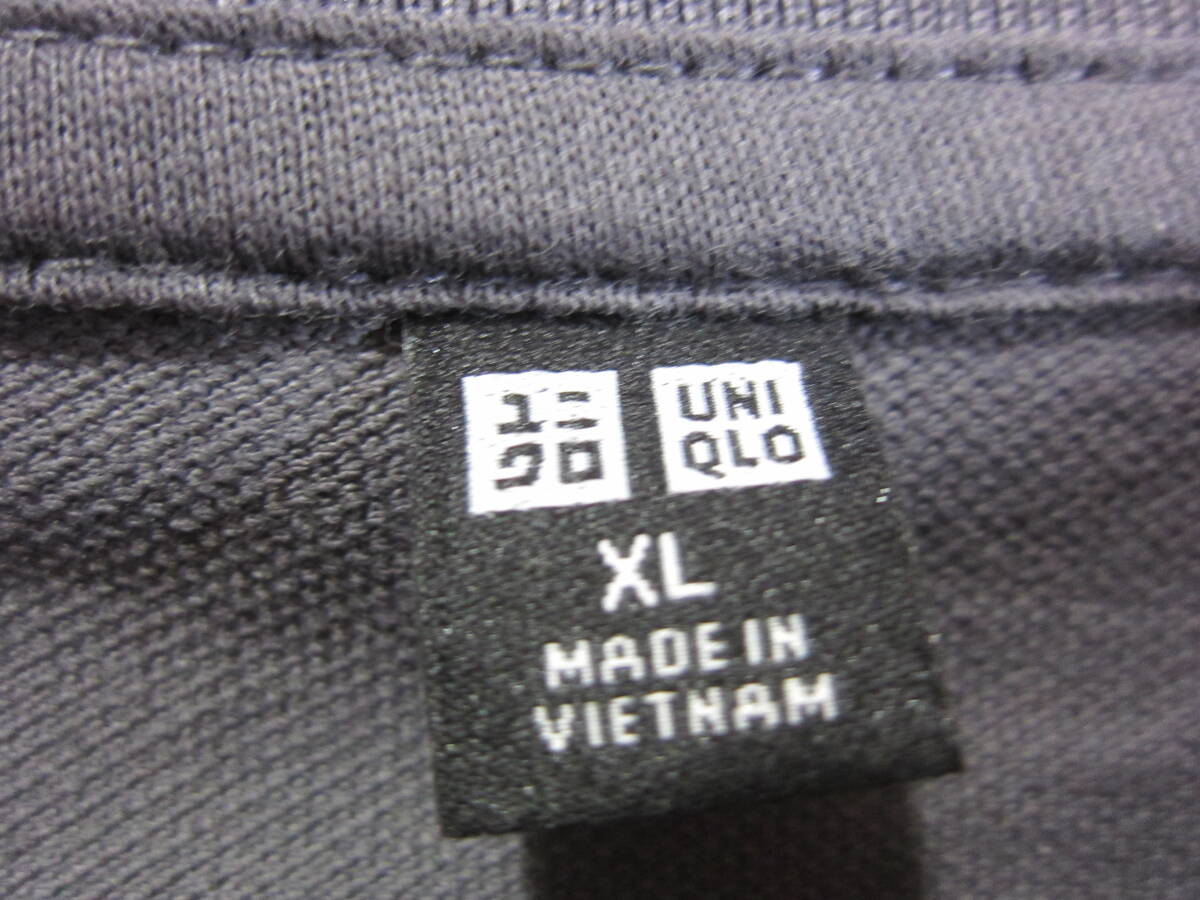 ユニ UNI
クロ QLO
XL
MADE IN
VIETNAM